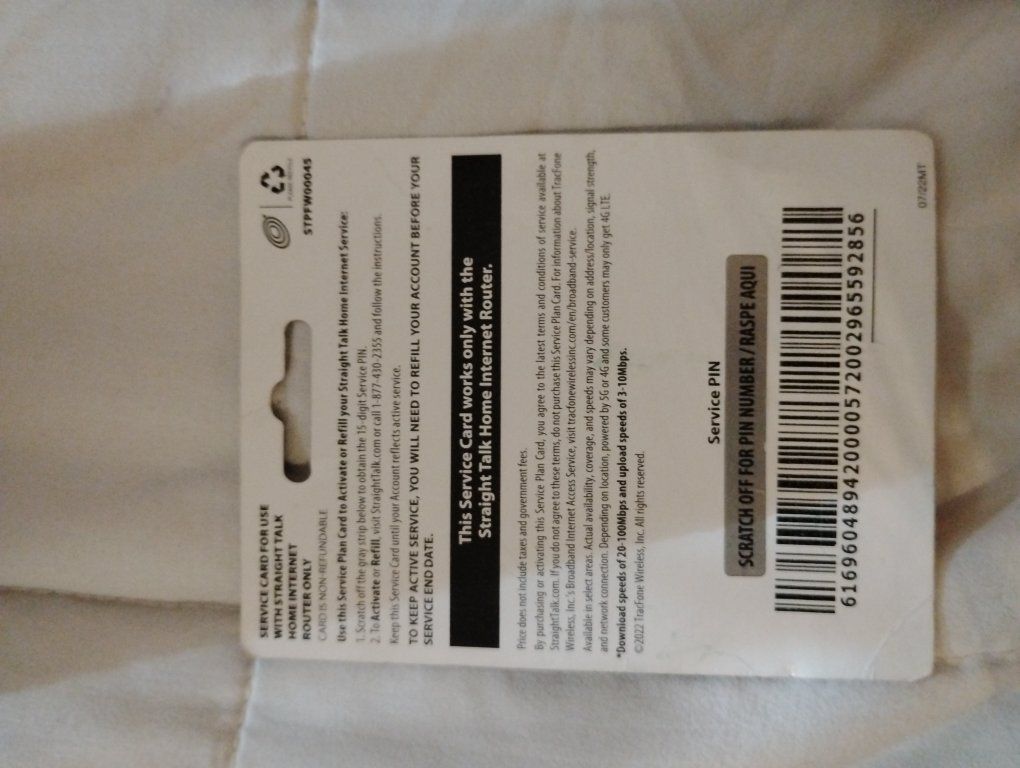 SERVICE CARD FOR USE
WITH STRAIGHT TALK
HOME INTERNET
ROUTER ONLY
CARD IS NON-REFUNDABLE
STPFW00045
Use this Service Plan Card to Activate or Refill your Straight Talk Home Internet Service:
1. Scratch off the gray strip below to obtain the 15-digit Service PIN.
2. To Activate or Refill, visit StraightTalk.com or call 1-877-430-2355 and follow the instructions.
Keep this Service Card until your Account reflects active service.
TO KEEP ACTIVE SERVICE, YOU WILL NEED TO REFILL YOUR ACCOUNT BEFORE YOUR
SERVICE END DATE.
This Service Card works only with the
Straight Talk Home Internet Router.
Price does not include taxes and government fees.
By purchasing or activating this Service Plan Card, you agree to the latest terms and conditions of service available at
StraightTalk.com. If you do not agree to these terms, do not purchase this Service Plan Card. For information about TracFone
Wireless, Inc.'s Broadband Internet Access Service, visit tracfonewirelessinc.com/en/broadband-service.
Available in select areas. Actual availability, coverage, and speeds may vary depending on address/location, signal strength,
and network connection. Depending on location, powered by 5G or 4G and some customers may only get 4G LTE.
*Download speeds of 20-100Mbps and upload speeds of 3-10Mbps.
©2022 TracFone Wireless, Inc. All rights reserved.
Service PIN
SCRATCH OFF FOR PIN NUMBER / RASPE AQUI
616960489420000572002965592856
07/22MT